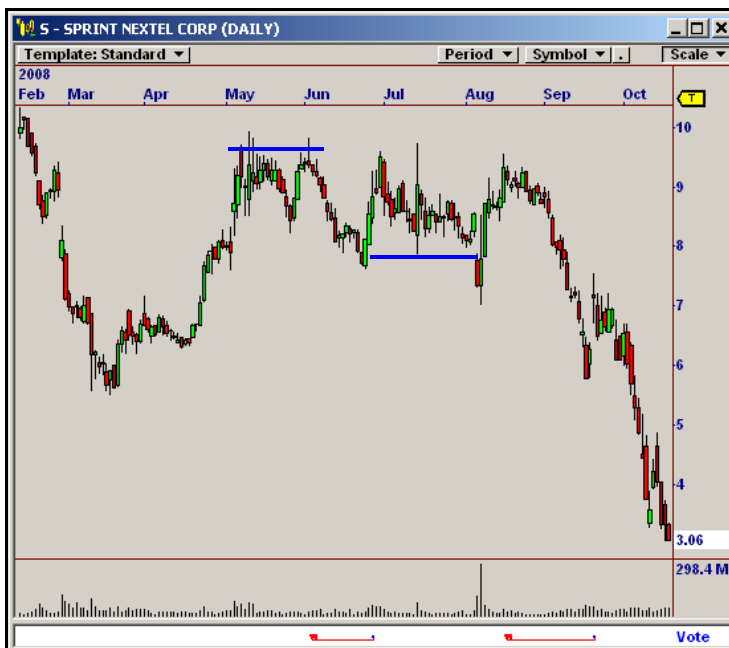 S - SPRINT NEXTEL CORP (DAILY)
Template: Standard Period Symbol . Scale
2008
Feb Mar Apr May Jun Jul Aug Sep Oct
T
10
9
8
7
6
5
4
3.06
298.4 M
Vote